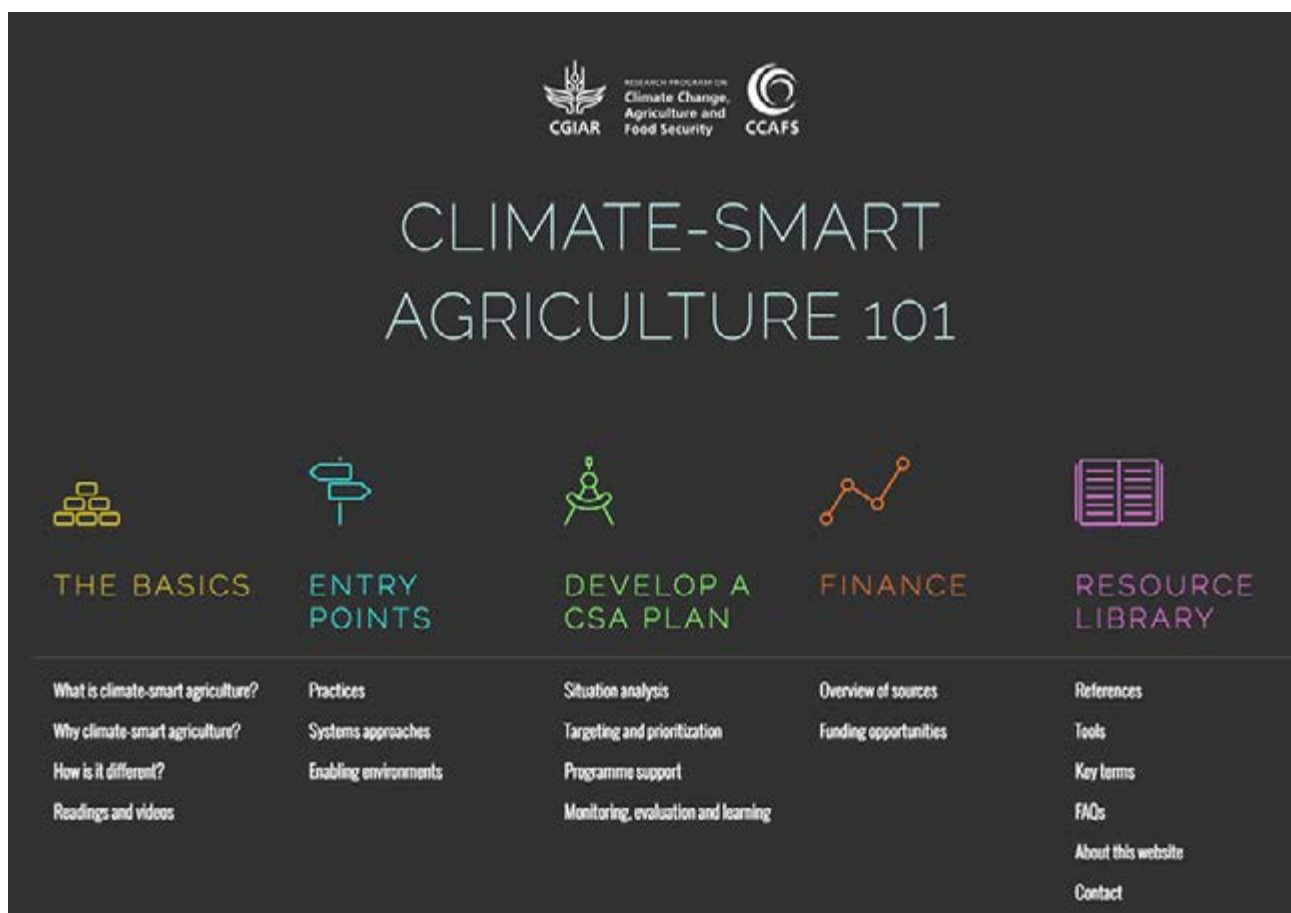 CGIAR
RESEARCH PROGRAM ON
Climate Change,
Agriculture and
Food Security
CCAFS
CLIMATE-SMART
AGRICULTURE 101
THE BASICS
What is climate-smart agriculture?
Why climate-smart agriculture?
How is it different?
Readings and videos
ENTRY
POINTS
Practices
Systems approaches
Enabling environments
DEVELOP A
CSA PLAN
Situation analysis
Targeting and prioritization
Programme support
Monitoring, evaluation and learning
FINANCE
Overview of sources
Funding opportunities
RESOURCE
LIBRARY
References
Tools
Key terms
FAQs
About this website
Contact